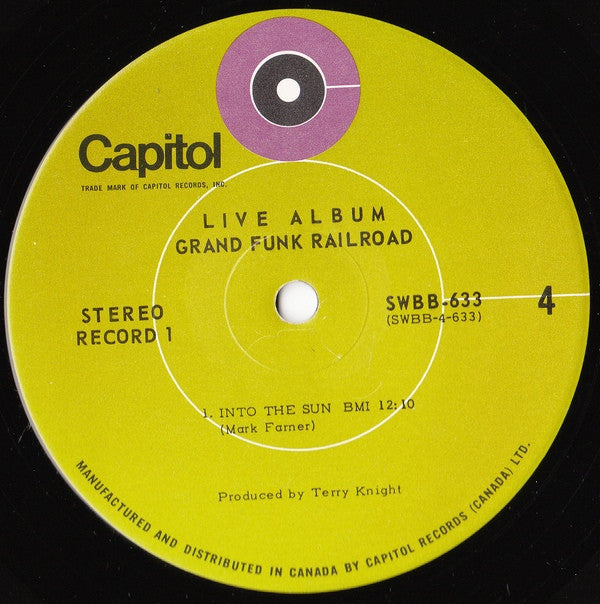 Capitol
TRADE MARK OF CAPITOL RECORDS, INC.
LIVE ALBUM
GRAND FUNK RAILROAD
STEREO
RECORD 1
SWBB-633
(SWBB-4-633)
4
1. INTO THE SUN BMI 12:10
(Mark Farner)
Produced by Terry Knight
MANUFACTURED AND DISTRIBUTED IN CANADA BY CAPITOL RECORDS (CANADA) LTD.